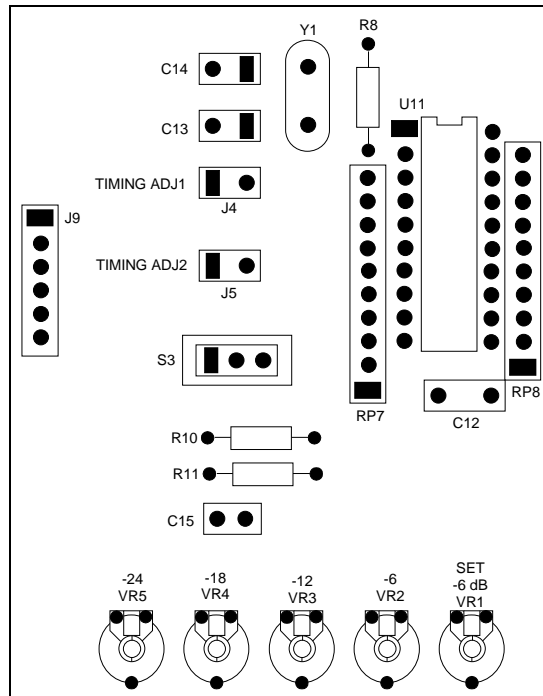 Y1
R8
C14
U11
C13
TIMING ADJ1
J4
J9
TIMING ADJ2
J5
S3
RP7
C12
RP8
R10
R11
C15
-24
VR5
-18
VR4
-12
VR3
-6
VR2
SET
-6 dB
VR1